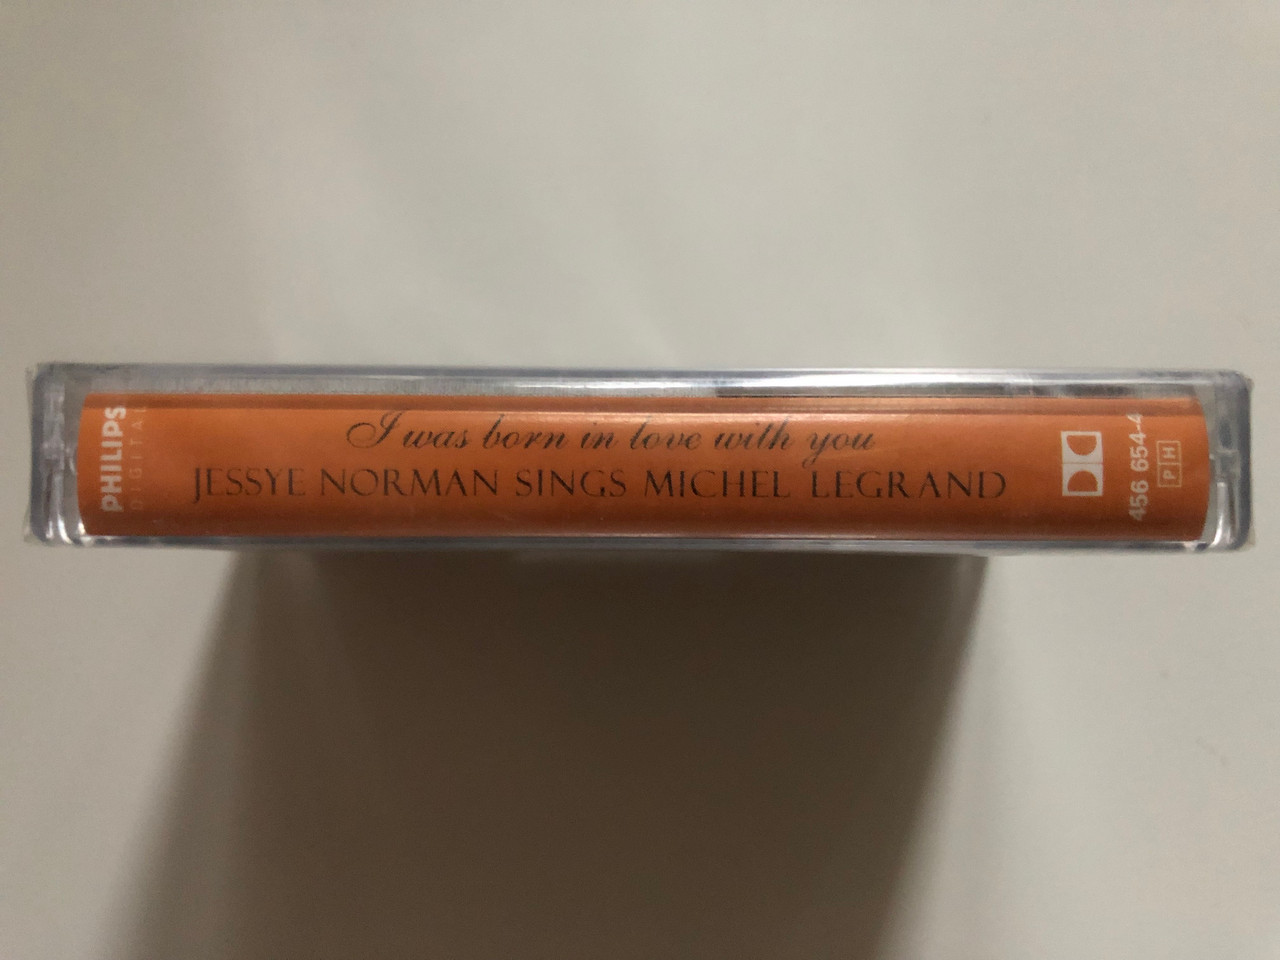 PHILIPS
DIGITAL
I was born in love with you
JESSYE NORMAN SINGS MICHEL LEGRAND
456 654-4
PH